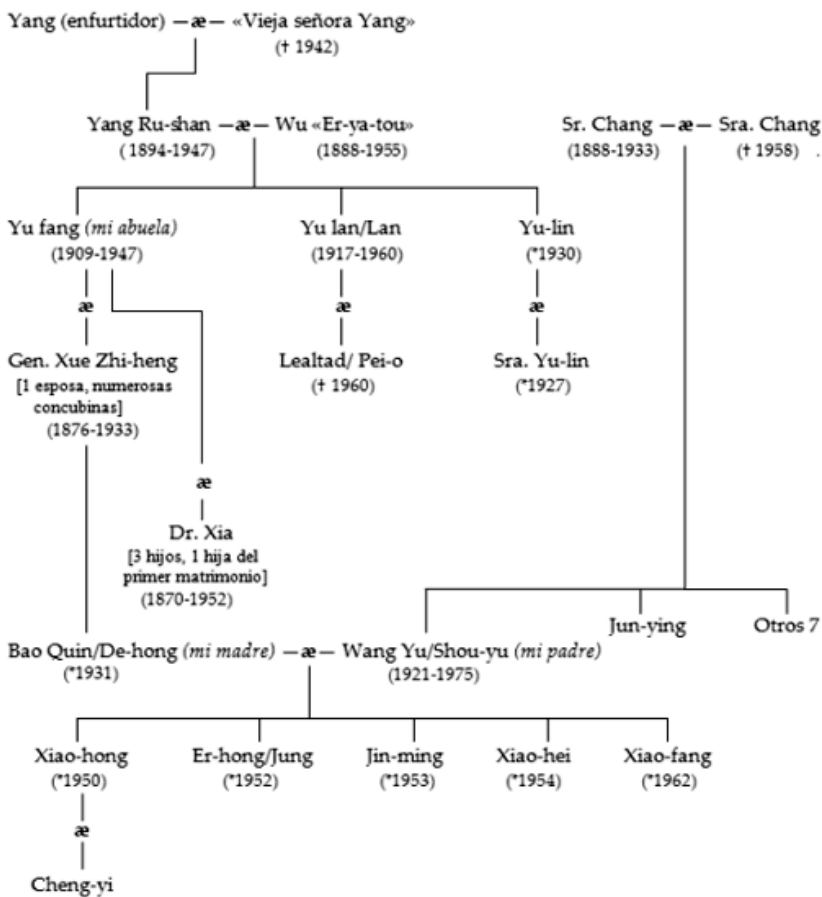 Yang (enfurtidor) —æ— «Vieja señora Yang»
(† 1942)
Yang Ru-shan —æ— Wu «Er-ya-tou»
(1894-1947)
(1888-1955)
Sr. Chang —æ— Sra. Chang
(1888-1933)
(† 1958) .
Yu fang (mi abuela)
(1909-1947)
Yu lan/Lan
(1917-1960)
Yu-lin
(*1930)
æ
æ
æ
Gen. Xue Zhi-heng
[1 esposa, numerosas
concubinas]
(1876-1933)
Lealtad/ Pei-o
(† 1960)
Sra. Yu-lin
(*1927)
æ
Dr. Xia
[3 hijos, 1 hija del
primer matrimonio]
(1870-1952)
Jun-ying
Otros 7
Bao Quin/De-hong (mi madre) —æ— Wang Yu/Shou-yu (mi padre)
(*1931)
(1921-1975)
Xiao-hong
(*1950)
Er-hong/Jung
(*1952)
Jin-ming
(*1953)
Xiao-hei
(*1954)
Xiao-fang
(*1962)
æ
Cheng-yi